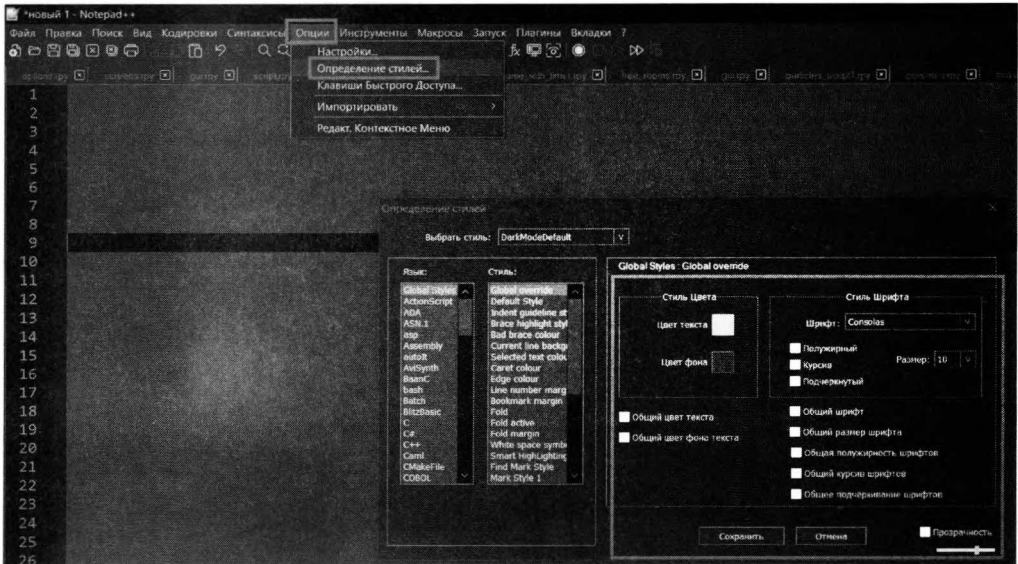 *новый 1 - Notepad++
Файл Правка Поиск Вид Кодировки Синтаксисы Опции Инструменты Макросы Запуск Плагины Вкладки ?
Настройки...
Определение стилей...
Клавиши Быстрого Доступа...
Импортировать
Редакт. Контекстное Меню
1
2
3
4
5
6
7
8
9
10
11
12
13
14
15
16
17
18
19
20
21
22
23
24
25
26
Определение стилей
Выбрать стиль: DarkModeDefault
Язык:
Global Styles
ActionScript
ADA
ASN.1
asp
Assembly
autoIt
AviSynth
BaanC
bash
Batch
BlitzBasic
C
C#
C++
Caml
CMakeFile
COBOL
Стиль:
Global override
Default Style
Indent guideline st
Brace highlight styl
Bad brace colour
Current line backgr
Selected text colou
Caret colour
Edge colour
Line number marg
Bookmark margin
Fold
Fold active
Fold margin
White space symb
Smart HighLighting
Find Mark Style
Mark Style 1
Global Styles : Global override
Стиль Цвета
Цвет текста
Цвет фона
Общий цвет текста
Общий цвет фона текста
Стиль Шрифта
Шрифт: Consolas
Полужирный
Курсив
Подчеркнутый
Размер: 10
Общий шрифт
Общий размер шрифта
Общая полужирность шрифтов
Общий курсив шрифтов
Общее подчеркивание шрифтов
Сохранить
Отмена
Прозрачность